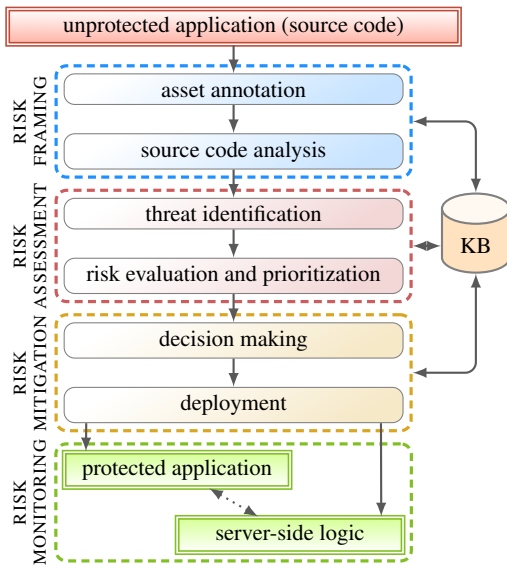 unprotected application (source code)
RISK
FRAMING
asset annotation
source code analysis
RISK
ASSESSMENT
threat identification
risk evaluation and prioritization
KB
RISK
MITIGATION
decision making
deployment
RISK
MONITORING
protected application
server-side logic